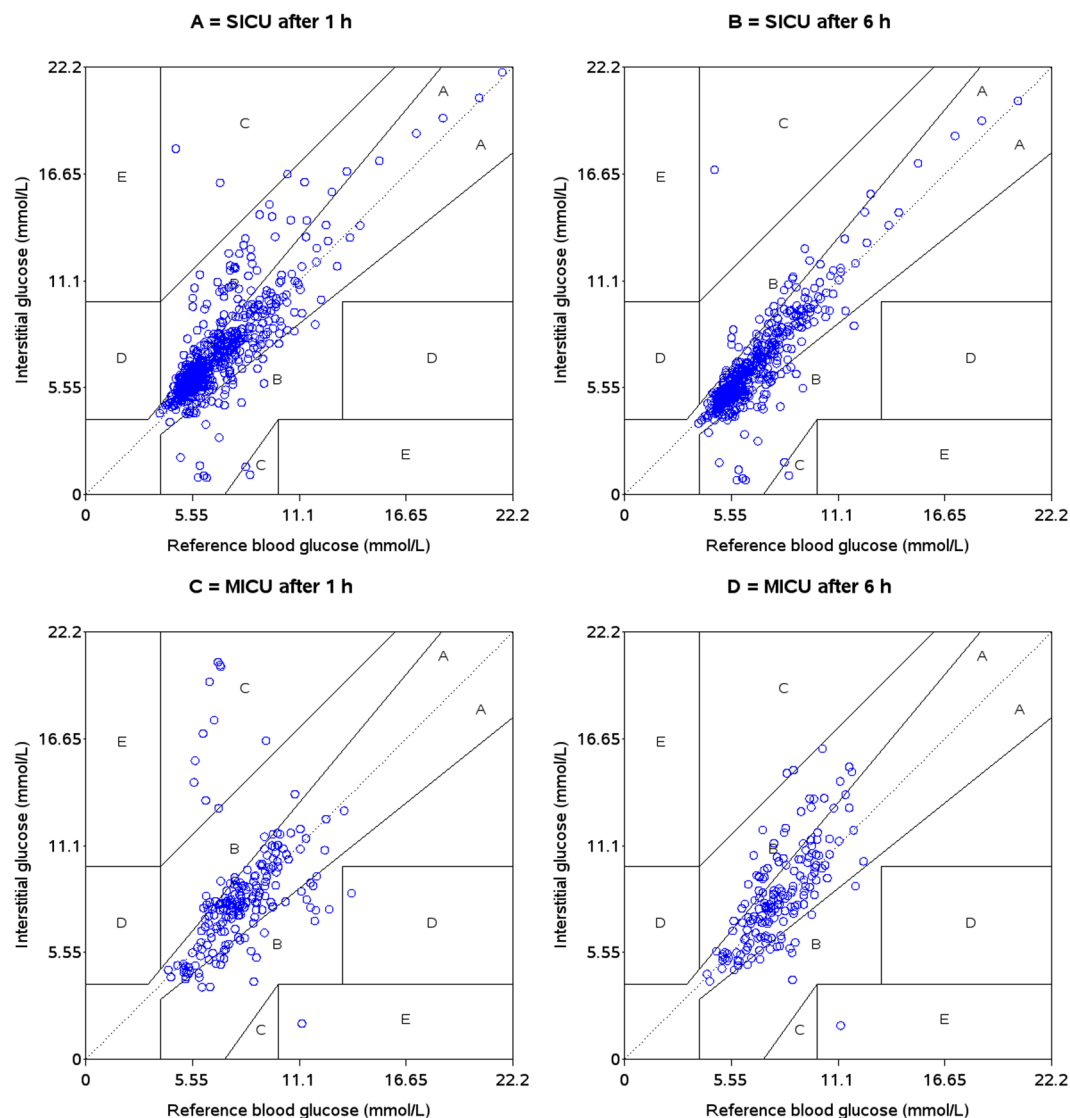 A = SICU after 1 h
22.2
16.65
11.1
5.55
0
0 5.55 11.1 16.65 22.2
Interstitial glucose (mmol/L)
Reference blood glucose (mmol/L)
E
C
A
A
B
D
B
D
C
E
B = SICU after 6 h
22.2
16.65
11.1
5.55
0
0 5.55 11.1 16.65 22.2
Interstitial glucose (mmol/L)
Reference blood glucose (mmol/L)
E
C
A
A
B
D
B
D
C
E
C = MICU after 1 h
22.2
16.65
11.1
5.55
0
0 5.55 11.1 16.65 22.2
Interstitial glucose (mmol/L)
Reference blood glucose (mmol/L)
E
C
A
A
B
D
B
D
C
E
D = MICU after 6 h
22.2
16.65
11.1
5.55
0
0 5.55 11.1 16.65 22.2
Interstitial glucose (mmol/L)
Reference blood glucose (mmol/L)
E
C
A
A
B
D
B
D
C
E